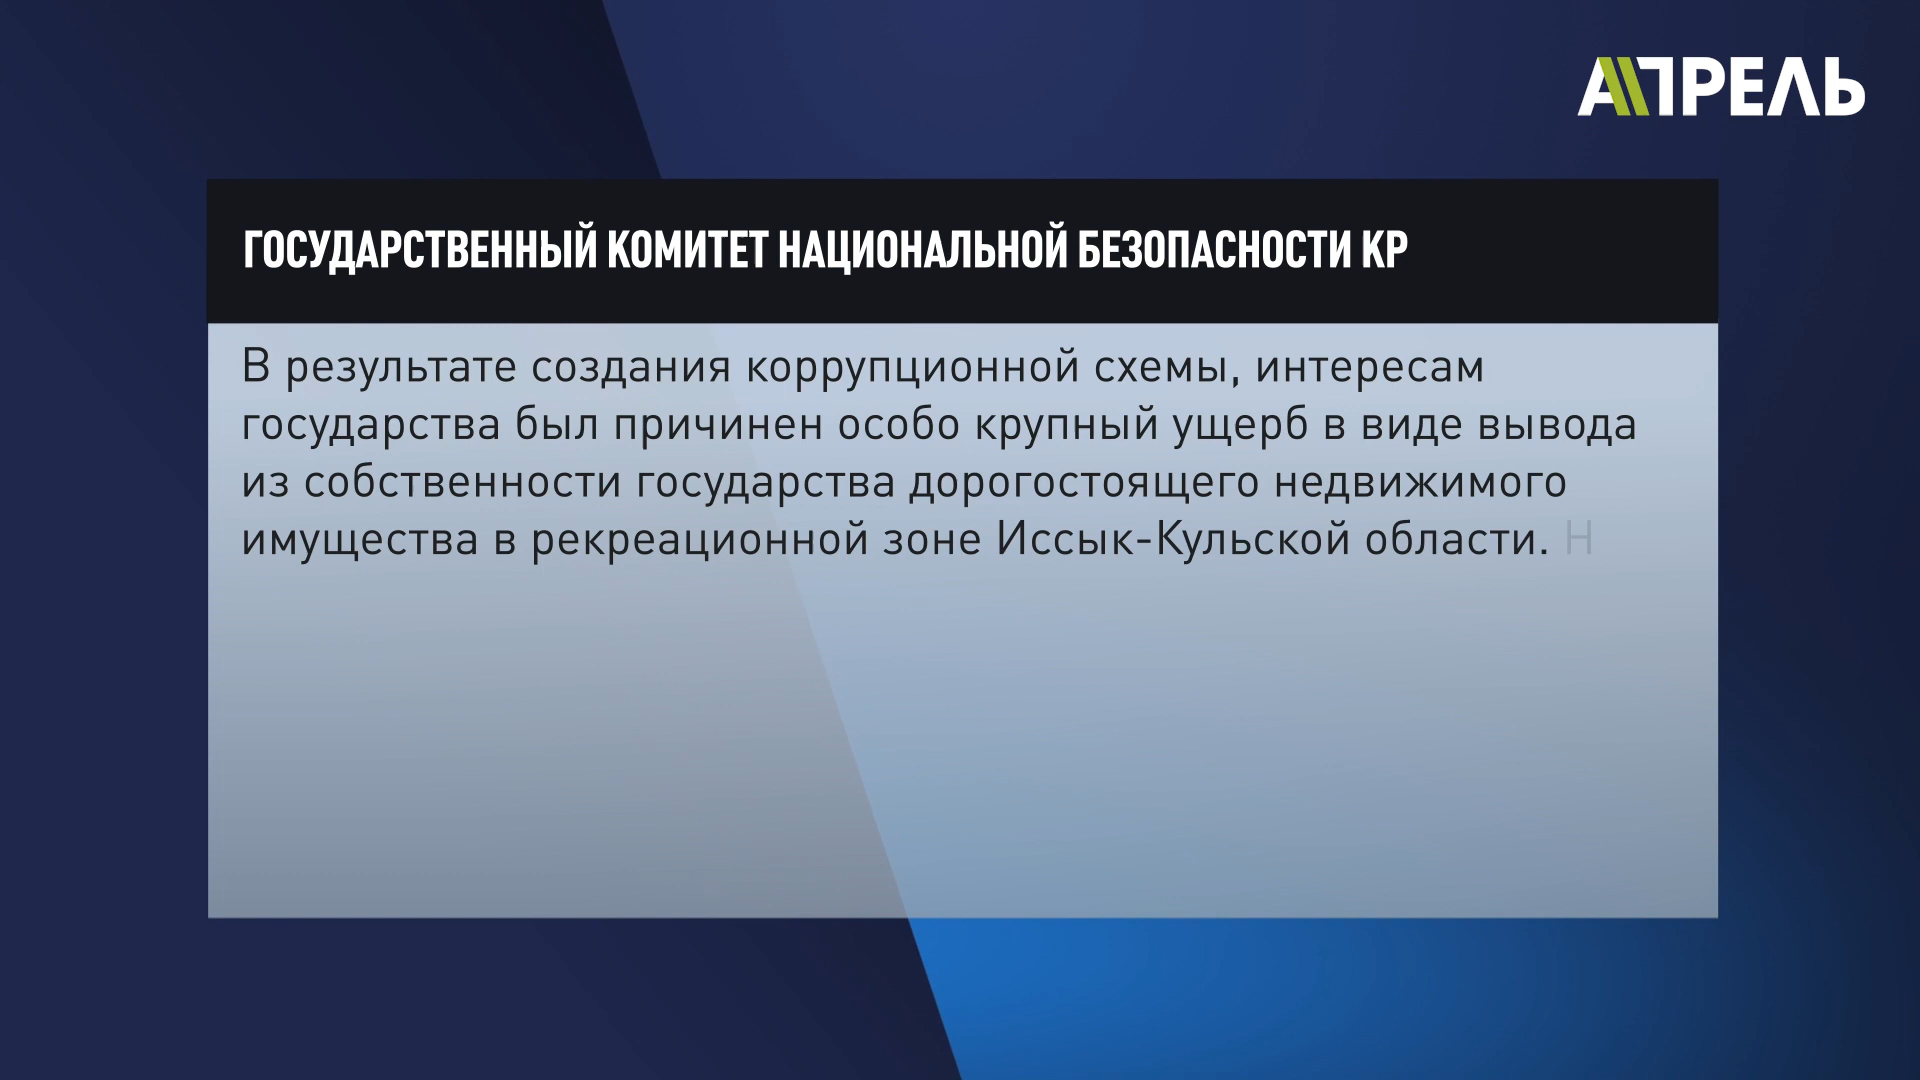 АПРЕЛЬ
ГОСУДАРСТВЕННЫЙ КОМИТЕТ НАЦИОНАЛЬНОЙ БЕЗОПАСНОСТИ КР
В результате создания коррупционной схемы, интересам
государства был причинен особо крупный ущерб в виде вывода
из собственности государства дорогостоящего недвижимого
имущества в рекреационной зоне Иссык-Кульской области. Н